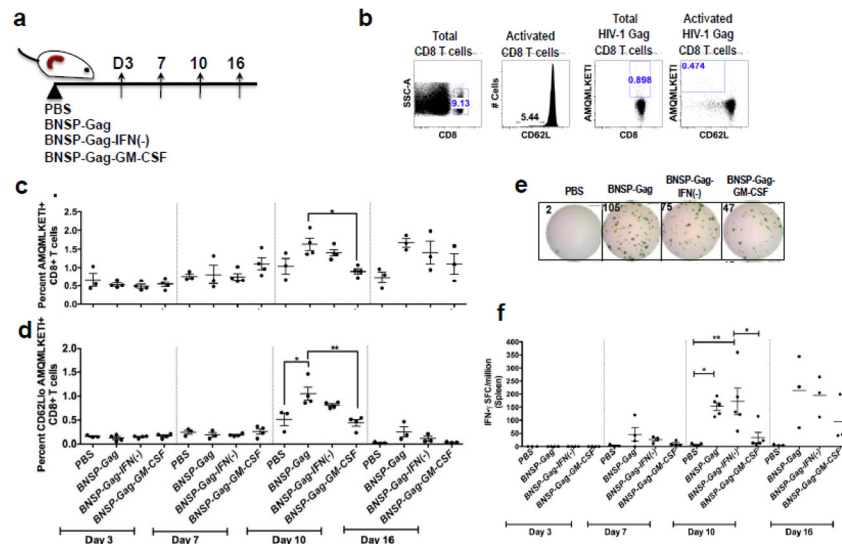 a
D3 7 10 16
PBS
BNSP-Gag
BNSP-Gag-IFN(-)
BNSP-Gag-GM-CSF
b
Total
CD8 T cells
Activated
CD8 T cells
Total
HIV-1 Gag
CD8 T cells
Activated
HIV-1 Gag
CD8 T cells
SSC-A
9.13
CD8
# Cells
5.44
CD62L
AMQMLKETI
0.898
CD8
AMQMLKETI
0.474
CD62L
c
Percent AMQMLKETI+
CD8+ T cells
2.5
2.0
1.5
1.0
0.5
0.0
*
d
Percent CD62Llo AMQMLKETI+
CD8+ T cells
2.0
1.5
1.0
0.5
0.0
* **
PBS BNSP-Gag BNSP-Gag-IFN(-) BNSP-Gag-GM-CSF PBS BNSP-Gag BNSP-Gag-IFN(-) BNSP-Gag-GM-CSF PBS BNSP-Gag BNSP-Gag-IFN(-) BNSP-Gag-GM-CSF PBS BNSP-Gag BNSP-Gag-IFN(-) BNSP-Gag-GM-CSF
Day 3 Day 7 Day 10 Day 16
e
PBS
BNSP-Gag
BNSP-Gag-
IFN(-)
BNSP-Gag-
GM-CSF
2 105 75 47
f
IFN-γ SFC/million
(Spleen)
400
350
300
250
200
150
100
50
0
* ** *
PBS BNSP-Gag BNSP-Gag-IFN(-) BNSP-Gag-GM-CSF PBS BNSP-Gag BNSP-Gag-IFN(-) BNSP-Gag-GM-CSF PBS BNSP-Gag BNSP-Gag-IFN(-) BNSP-Gag-GM-CSF PBS BNSP-Gag BNSP-Gag-IFN(-) BNSP-Gag-GM-CSF
Day 3 Day 7 Day 10 Day 16